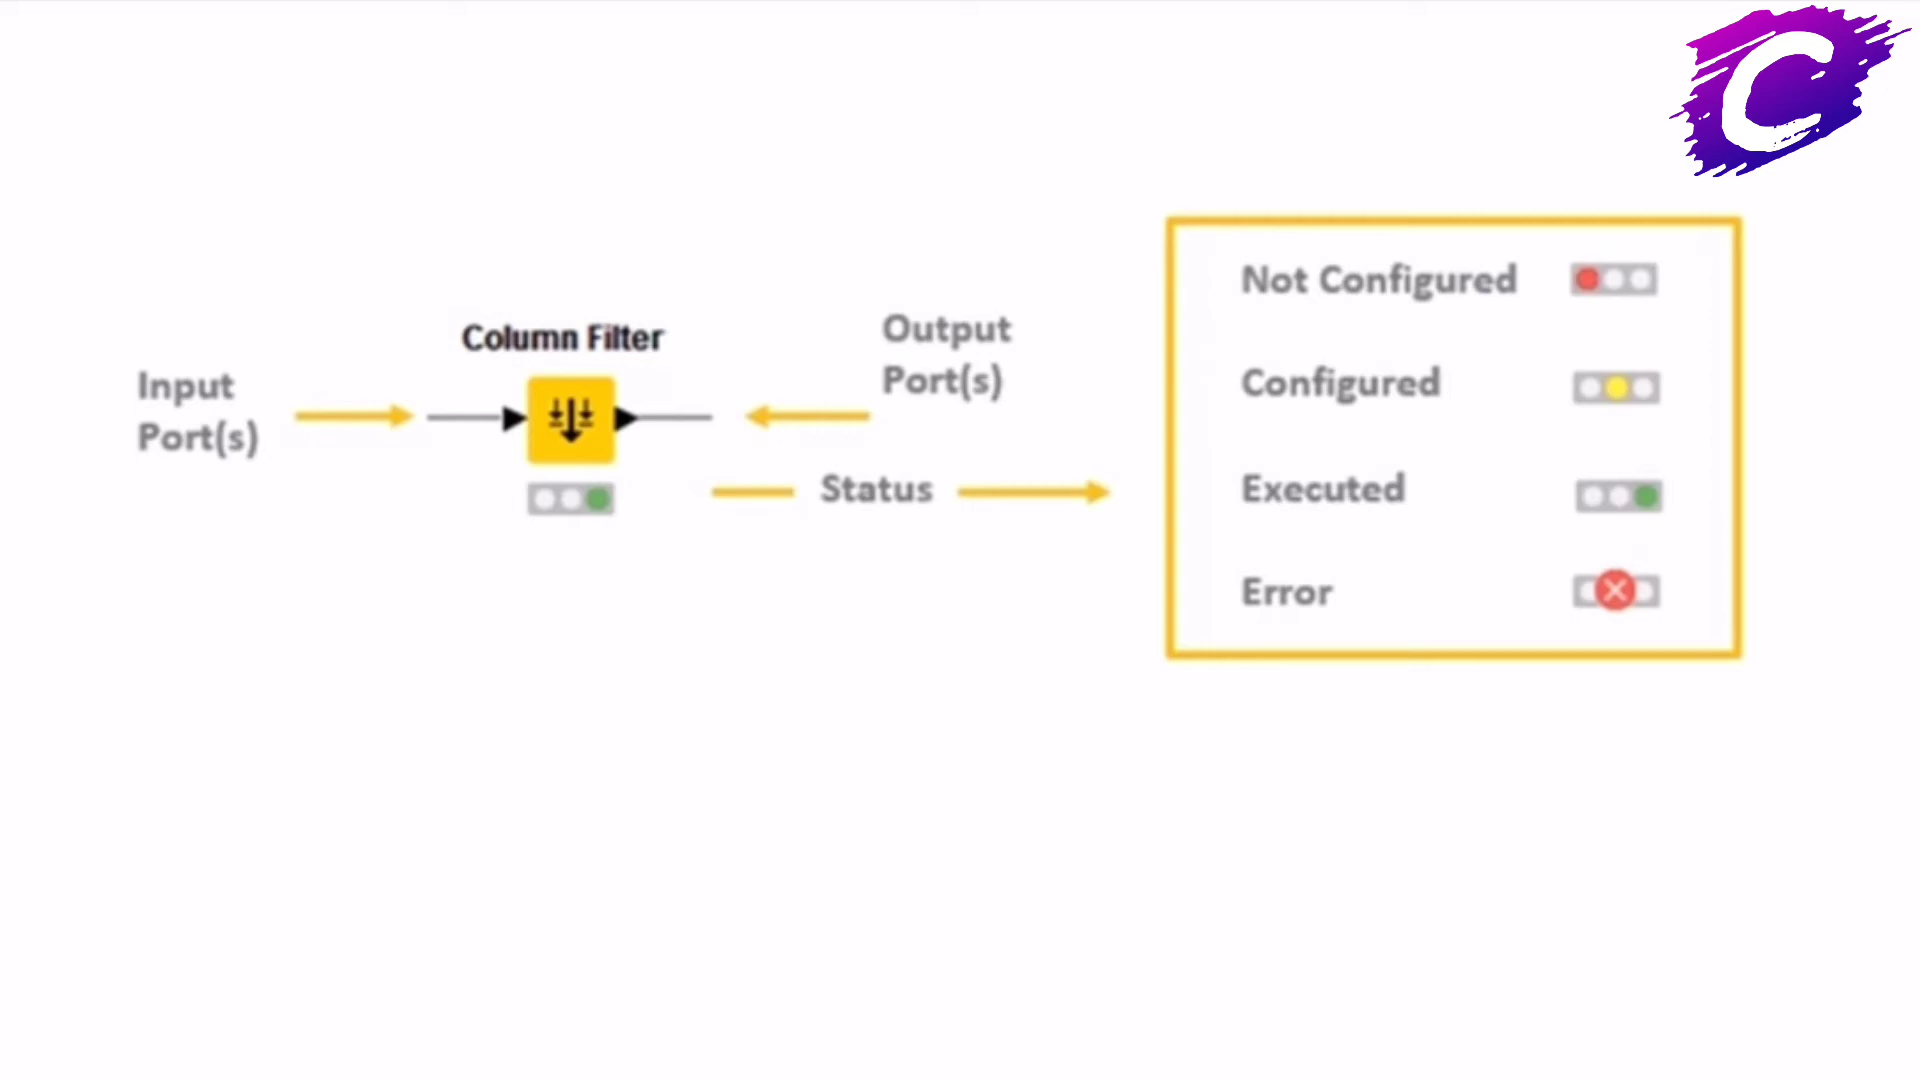 Column Filter
Input
Port(s)
Output
Port(s)
Status
Not Configured
Configured
Executed
Error
C